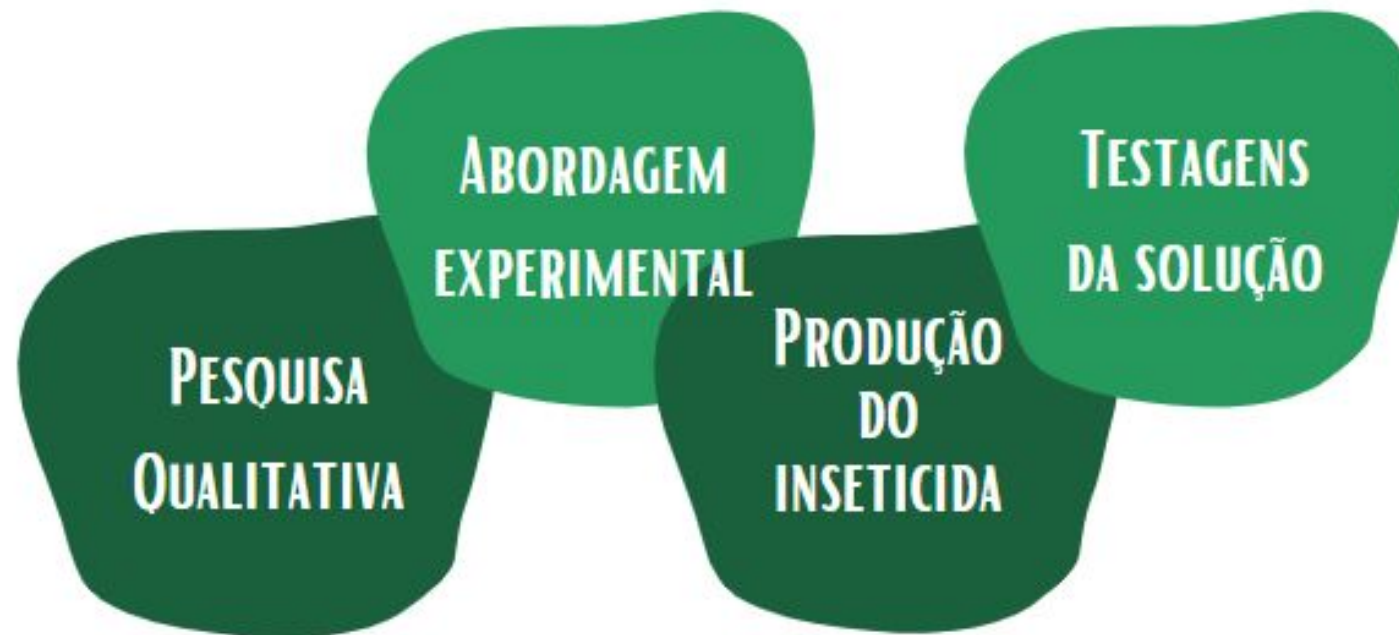 Pesquisa
Qualitativa
Abordagem
experimental
Produção
do
inseticida
Testagens
da solução